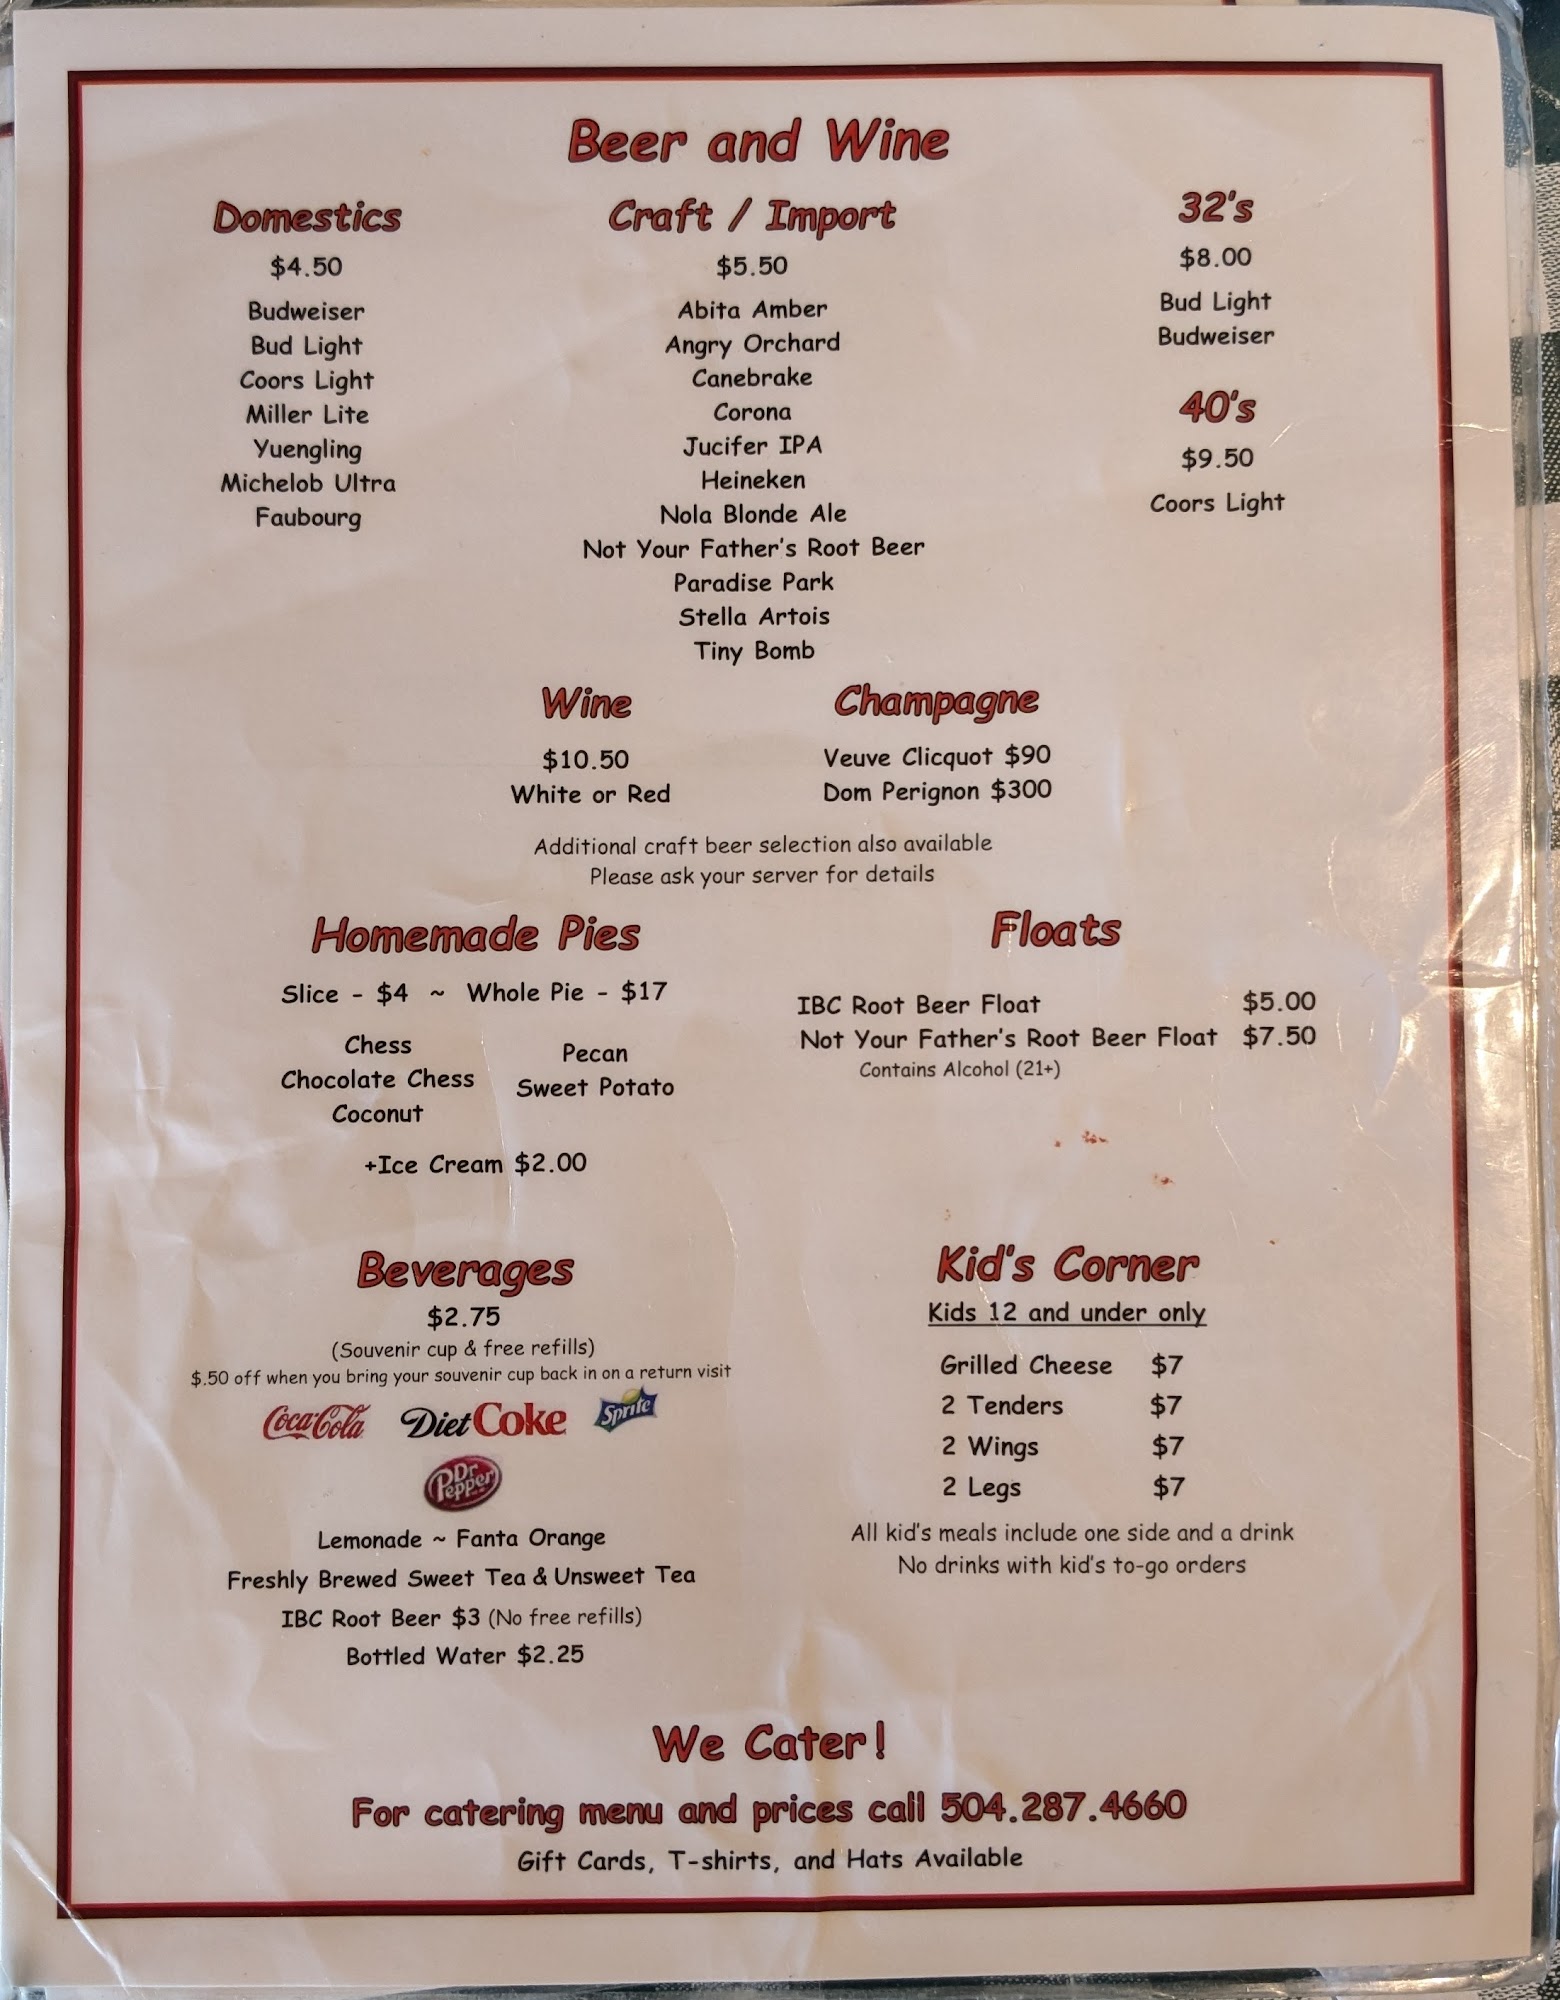 Beer and Wine
Domestics
$4.50
Budweiser
Bud Light
Coors Light
Miller Lite
Yuengling
Michelob Ultra
Faubourg
Craft / Import
$5.50
Abita Amber
Angry Orchard
Canebrake
Corona
Jucifer IPA
Heineken
Nola Blonde Ale
Not Your Father's Root Beer
Paradise Park
Stella Artois
Tiny Bomb
32's
$8.00
Bud Light
Budweiser
40's
$9.50
Coors Light
Wine
$10.50
White or Red
Champagne
Veuve Clicquot $90
Dom Perignon $300
Additional craft beer selection also available
Please ask your server for details
Homemade Pies
Slice - $4 ~ Whole Pie - $17
Chess
Chocolate Chess
Coconut
Pecan
Sweet Potato
+Ice Cream $2.00
Floats
IBC Root Beer Float $5.00
Not Your Father's Root Beer Float $7.50
Contains Alcohol (21+)
Beverages
$2.75
(Souvenir cup & free refills)
$.50 off when you bring your souvenir cup back in on a return visit
Coca-Cola Diet Coke Sprite
Dr Pepper
Lemonade ~ Fanta Orange
Freshly Brewed Sweet Tea & Unsweet Tea
IBC Root Beer $3 (No free refills)
Bottled Water $2.25
Kid's Corner
Kids 12 and under only
Grilled Cheese $7
2 Tenders $7
2 Wings $7
2 Legs $7
All kid's meals include one side and a drink
No drinks with kid's to-go orders
We Cater!
For catering menu and prices call 504.287.4660
Gift Cards, T-shirts, and Hats Available